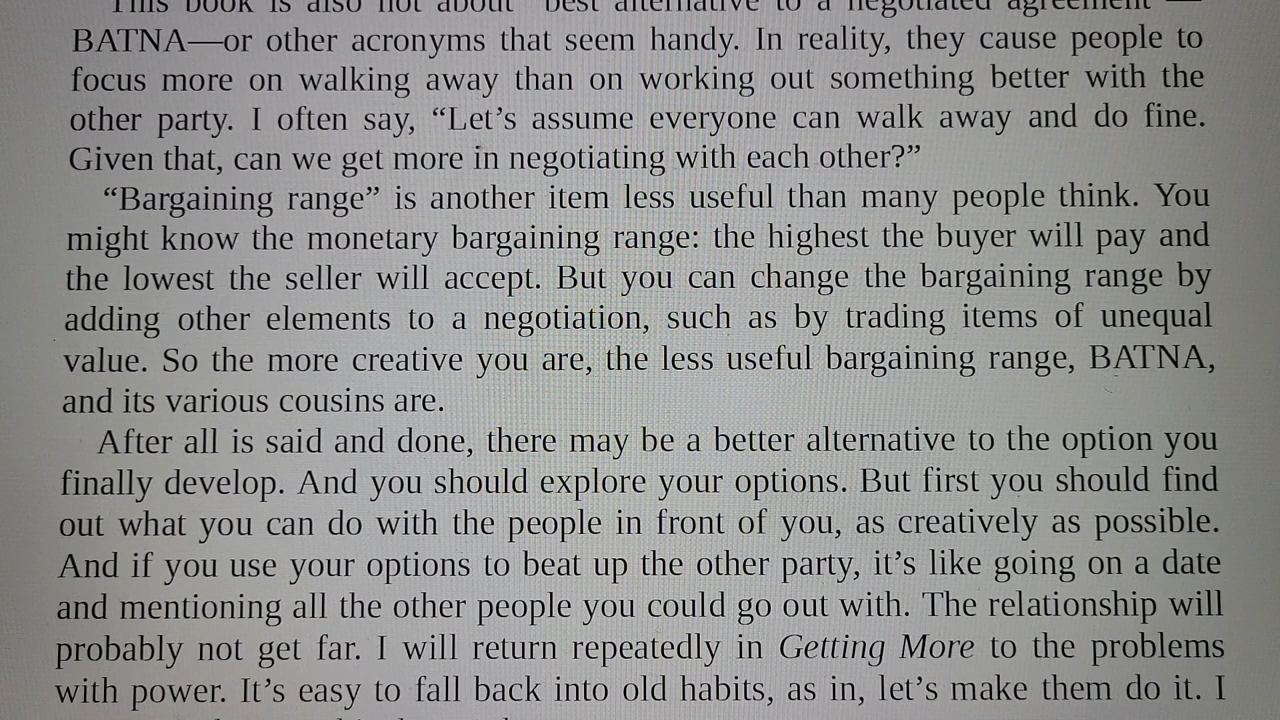 This book is also not about “best alternative to a negotiated agreement”—
BATNA—or other acronyms that seem handy. In reality, they cause people to
focus more on walking away than on working out something better with the
other party. I often say, “Let’s assume everyone can walk away and do fine.
Given that, can we get more in negotiating with each other?”
“Bargaining range” is another item less useful than many people think. You
might know the monetary bargaining range: the highest the buyer will pay and
the lowest the seller will accept. But you can change the bargaining range by
adding other elements to a negotiation, such as by trading items of unequal
value. So the more creative you are, the less useful bargaining range, BATNA,
and its various cousins are.
After all is said and done, there may be a better alternative to the option you
finally develop. And you should explore your options. But first you should find
out what you can do with the people in front of you, as creatively as possible.
And if you use your options to beat up the other party, it’s like going on a date
and mentioning all the other people you could go out with. The relationship will
probably not get far. I will return repeatedly in Getting More to the problems
with power. It’s easy to fall back into old habits, as in, let’s make them do it. I